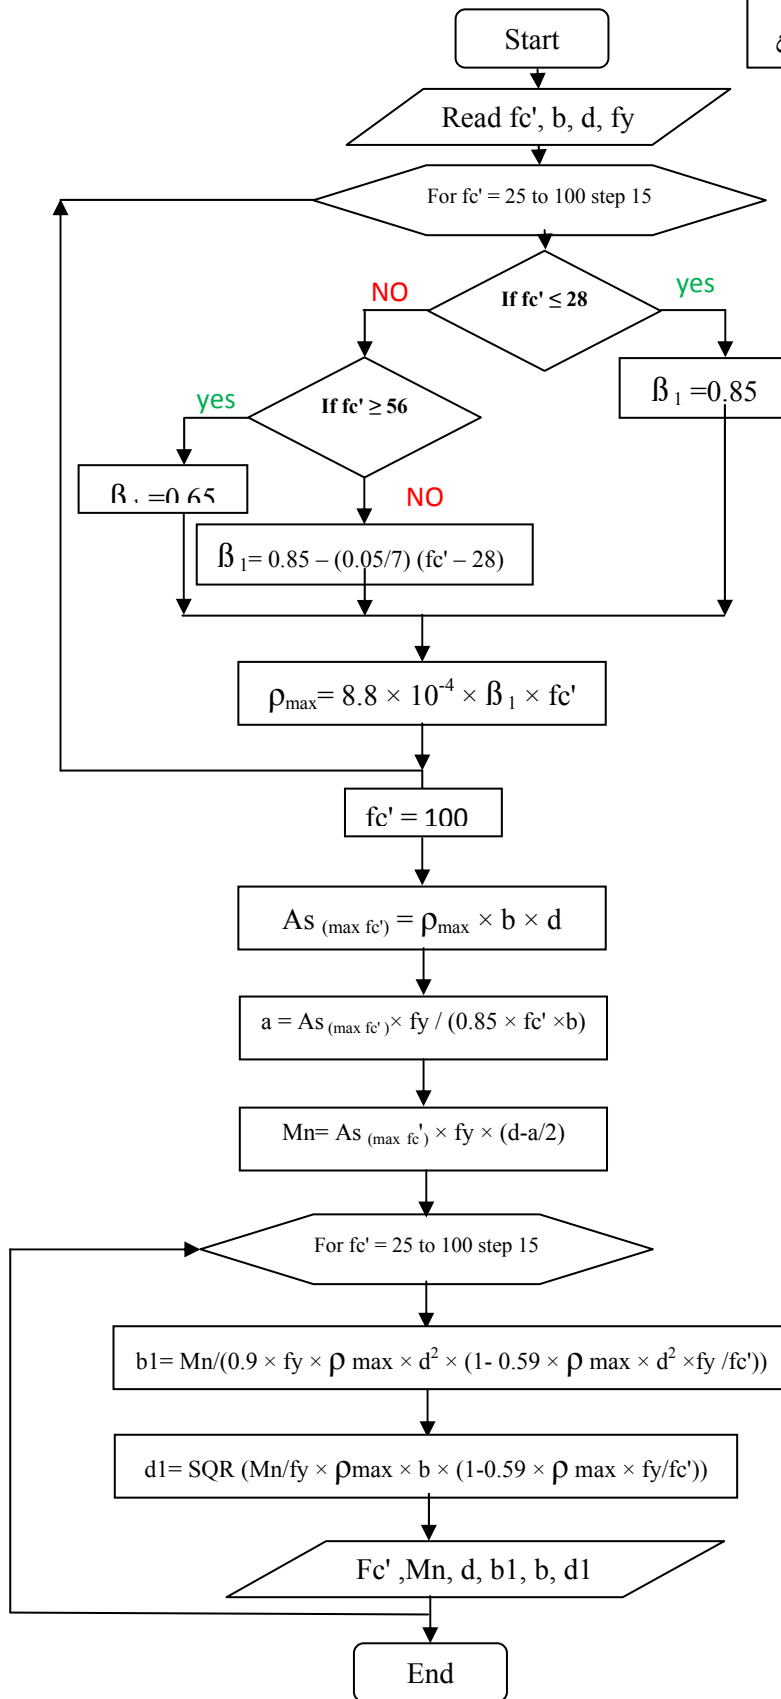 Start
Read fc', b, d, fy
For fc' = 25 to 100 step 15
If fc' ≤ 28
NO
yes
If fc' ≥ 56
yes
NO
ß 1 =0.85
ß 1 =0.65
ß 1= 0.85 – (0.05/7) (fc' – 28)
ρmax= 8.8 × 10-4 × ß 1 × fc'
fc' = 100
As (max fc') = ρmax × b × d
a = As (max fc' )× fy / (0.85 × fc' ×b)
Mn= As (max fc') × fy × (d-a/2)
For fc' = 25 to 100 step 15
b1= Mn/(0.9 × fy × ρ max × d2 × (1- 0.59 × ρ max × d2 ×fy /fc'))
d1= SQR (Mn/fy × ρmax × b × (1-0.59 × ρ max × fy/fc'))
Fc' ,Mn, d, b1, b, d1
End